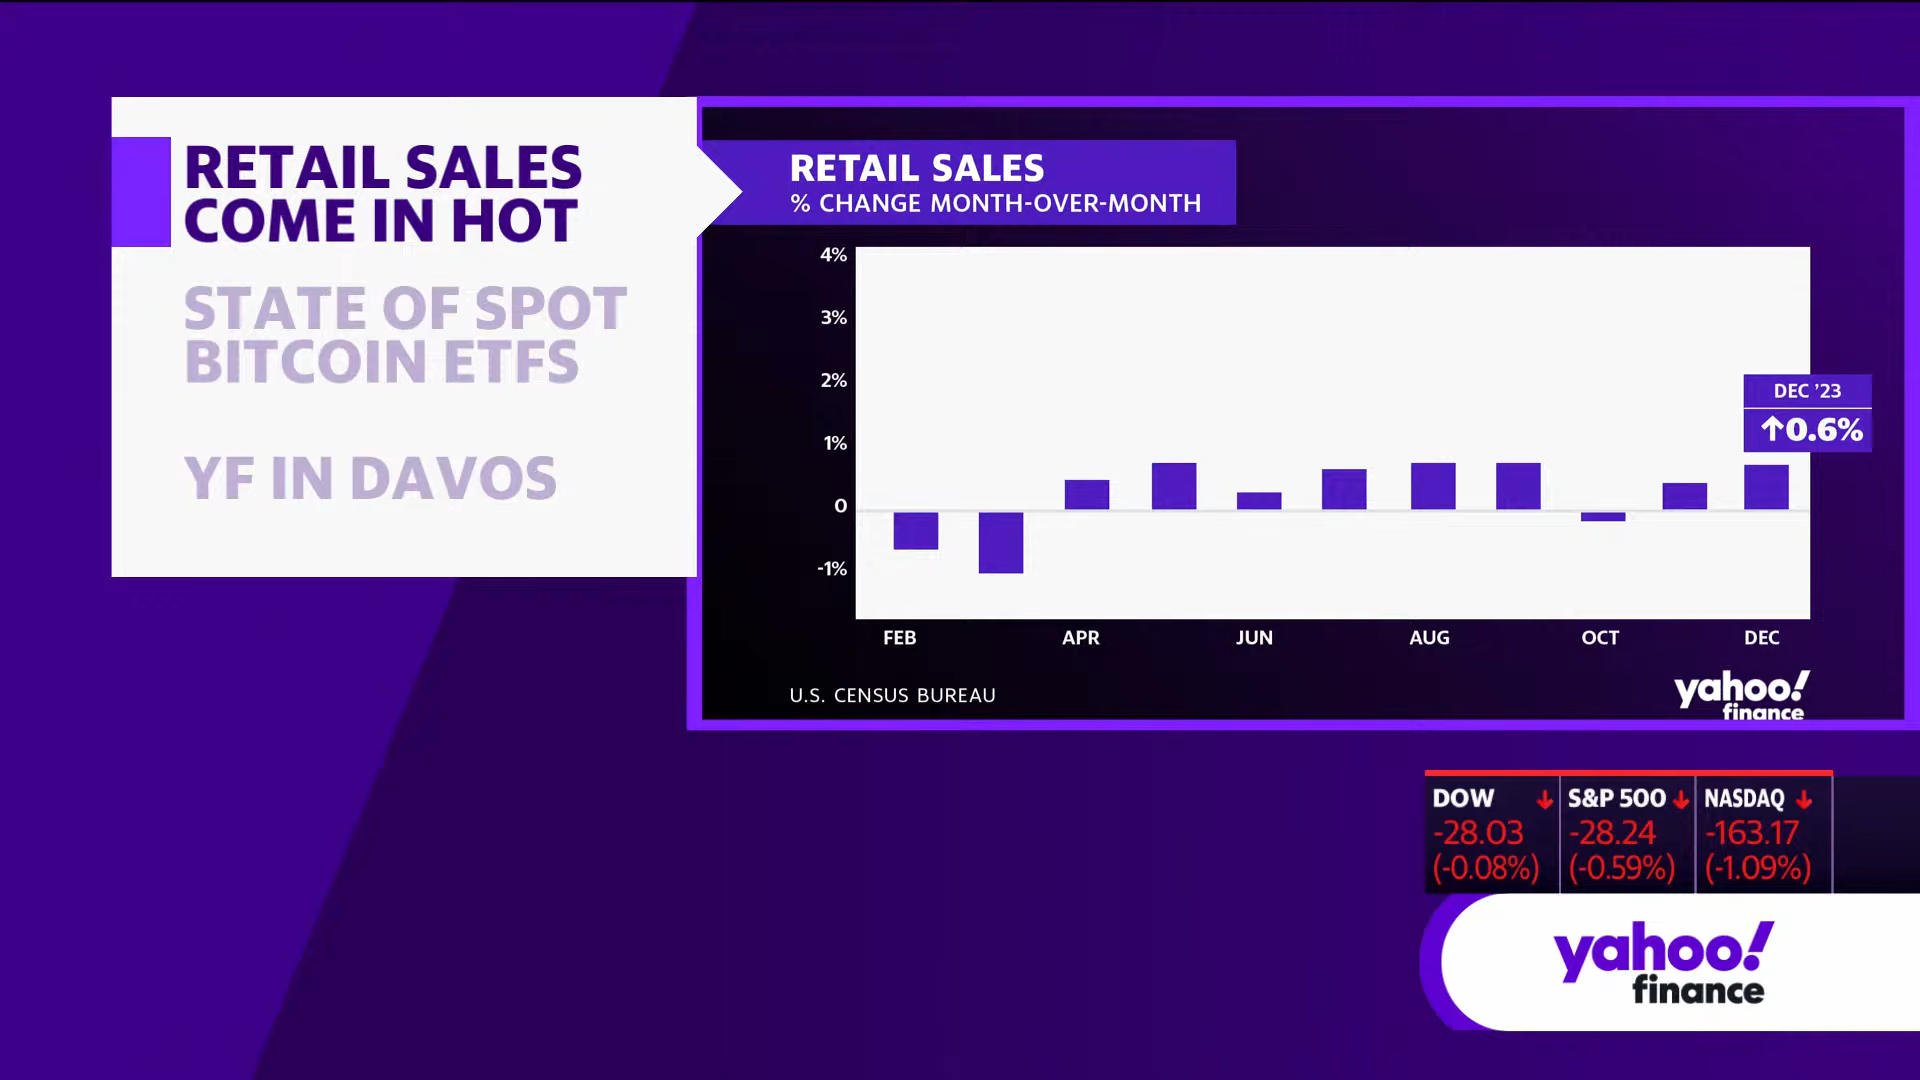 RETAIL SALES
COME IN HOT
STATE OF SPOT
BITCOIN ETFS
YF IN DAVOS
RETAIL SALES
% CHANGE MONTH-OVER-MONTH
4%
3%
2%
1%
0
-1%
DEC ’23
↑0.6%
FEB APR JUN AUG OCT DEC
U.S. CENSUS BUREAU
yahoo!
finance
DOW ↓ S&P 500 ↓ NASDAQ ↓
-28.03 -28.24 -163.17
(-0.08%) (-0.59%) (-1.09%)
yahoo!
finance